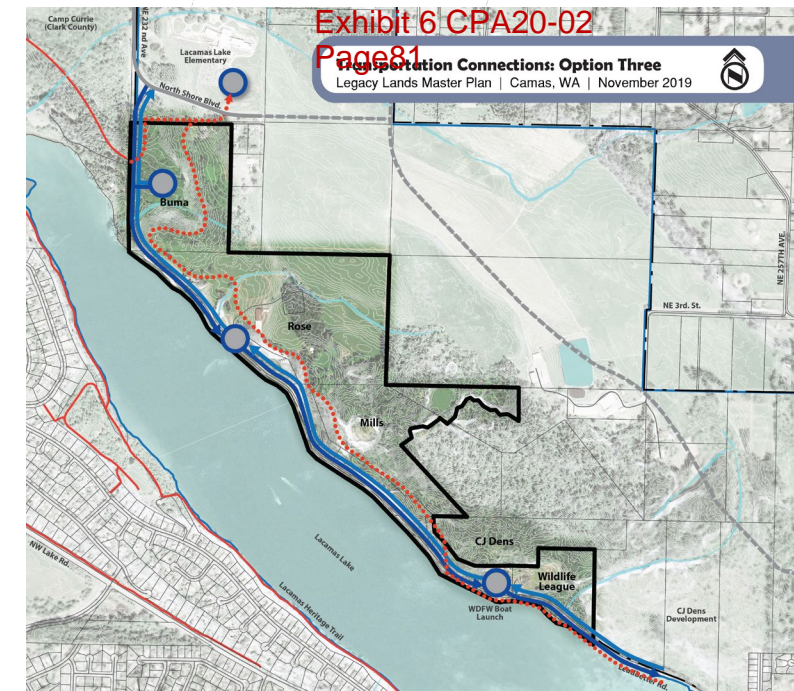 Exhibit 6 CPA20-02
Page81
Transportation Connections: Option Three
Legacy Lands Master Plan | Camas, WA | November 2019
N
Camp Currie
(Clark County)
NE 232 nd Ave
Lacamas Lake
Elementary
North Shore Blvd.
Buma
NE 257TH AVE.
NE 3rd. St.
Rose
Mills
CJ Dens
Wildlife
League
WDFW Boat
Launch
CJ Dens
Development
Lacamas Lake
NW Lake Rd.
Lacamas Heritage Trail
Leadbetter Rd.